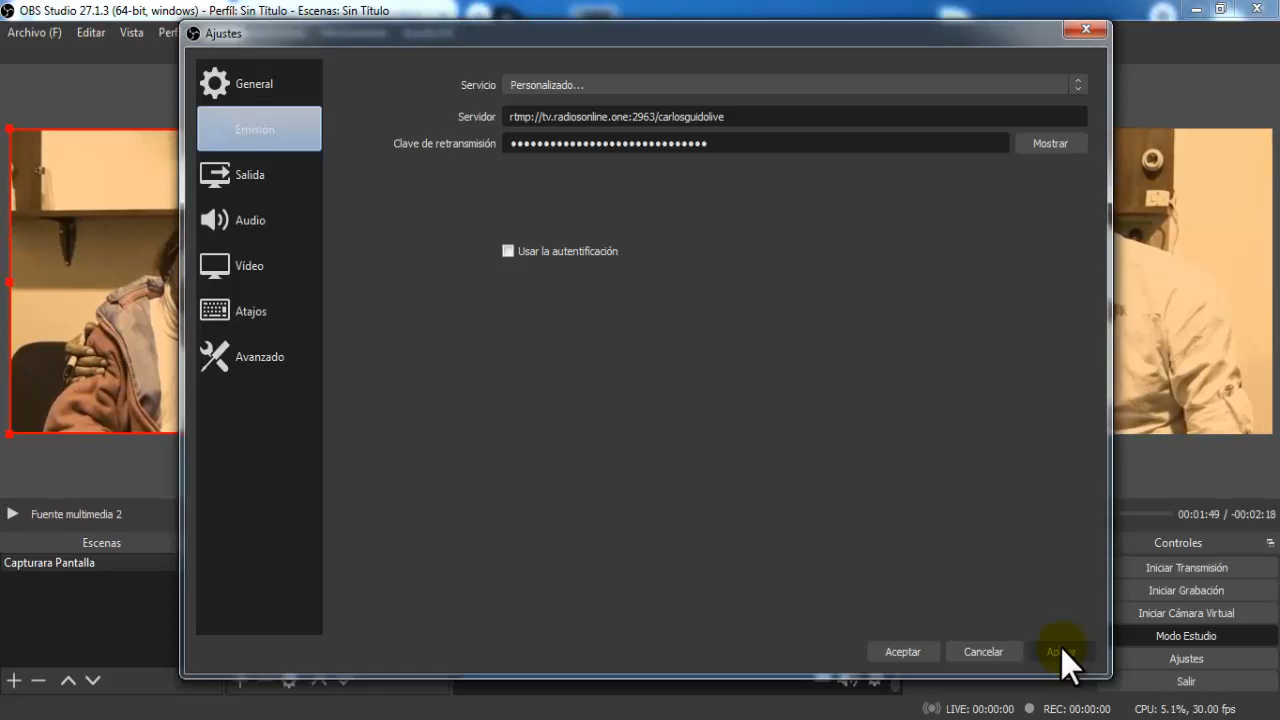 OBS Studio 27.1.3 (64-bit, windows) - Perfil: Sin Título - Escenas: Sin Título
Archivo (F) Editar Vista Perf
Ajustes
General
Emisión
Salida
Audio
Vídeo
Atajos
Avanzado
Servicio Personalizado...
Servidor rtmp://tv.radiosonline.one:2963/carlosguidolive
Clave de retransmisión ●●●●●●●●●●●●●●●●●●●●●●●●●●●●●● Mostrar
Usar la autentificación
Aceptar Cancelar
Fuente multimedia 2 00:01:49 / -00:02:18
Escenas
Capturara Pantalla
Controles
Iniciar Transmisión
Iniciar Grabación
Iniciar Cámara Virtual
Modo Estudio
Ajustes
Salir
LIVE: 00:00:00 REC: 00:00:00 CPU: 5.1%, 30.00 fps